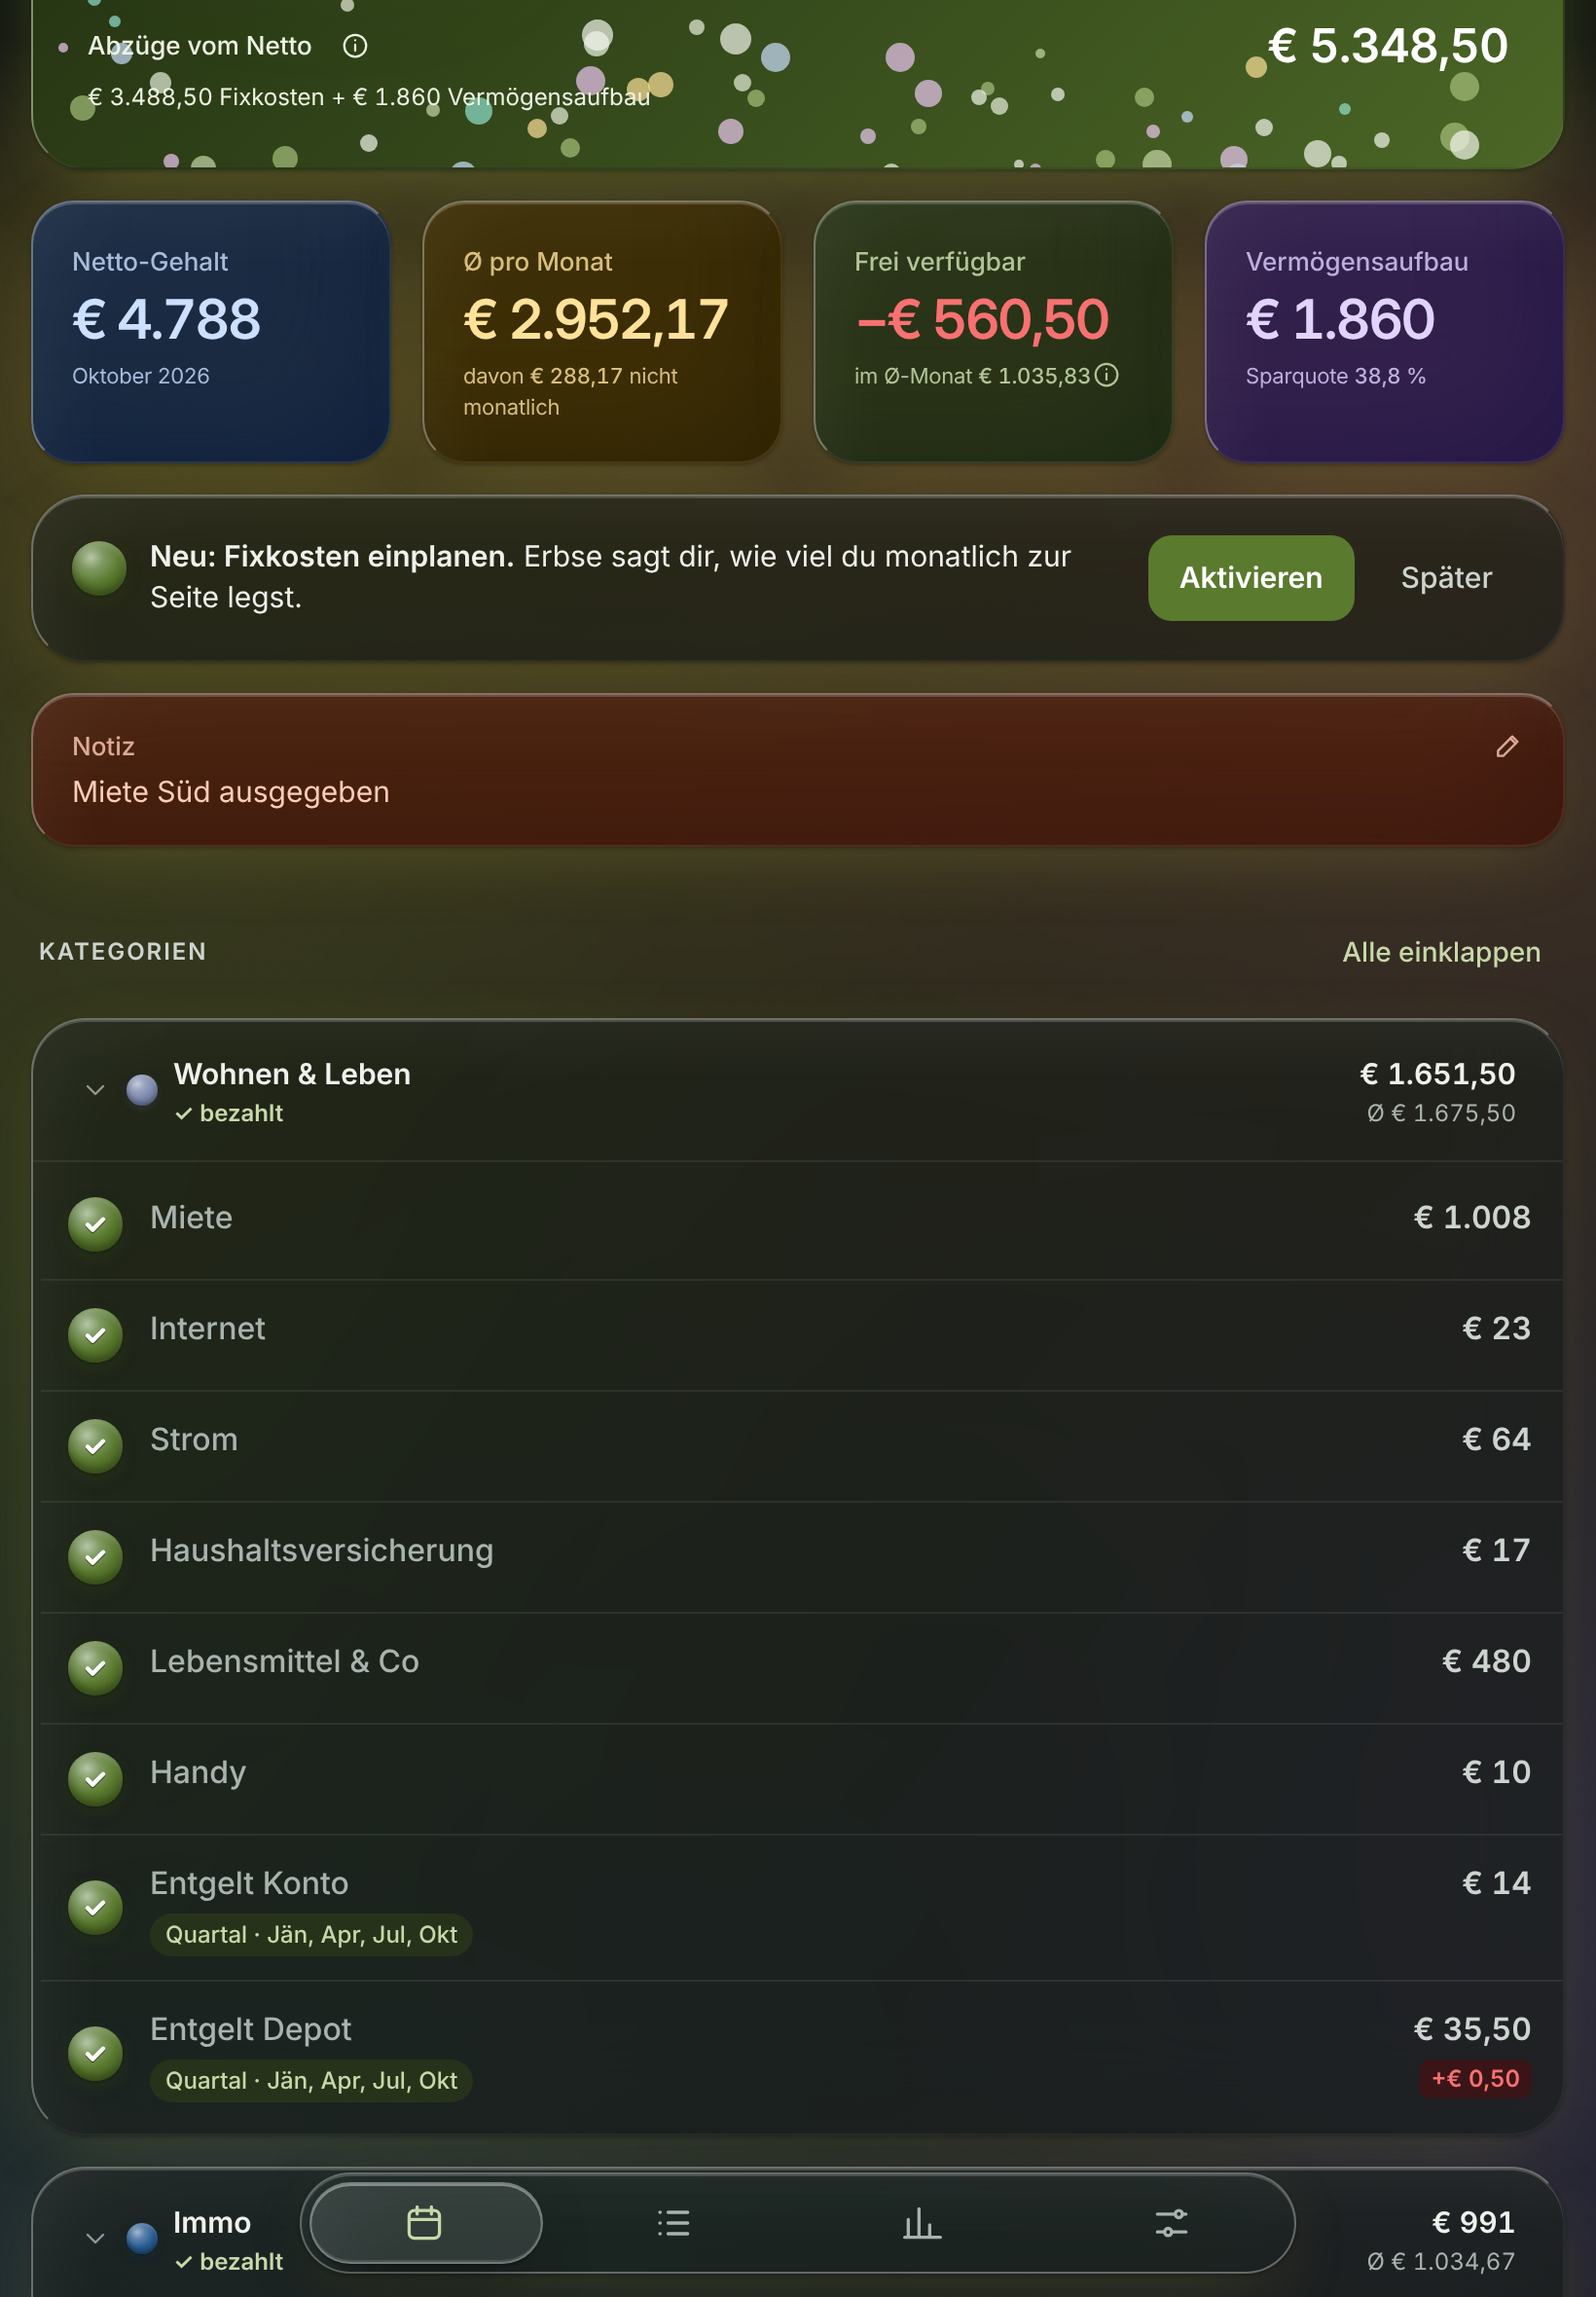 Abzüge vom Netto
€ 5.348,50
€ 3.488,50 Fixkosten + € 1.860 Vermögensaufbau
Netto-Gehalt
€ 4.788
Oktober 2026
Ø pro Monat
€ 2.952,17
davon € 288,17 nicht
monatlich
Frei verfügbar
–€ 560,50
im Ø-Monat € 1.035,83
Vermögensaufbau
€ 1.860
Sparquote 38,8 %
Neu: Fixkosten einplanen. Erbse sagt dir, wie viel du monatlich zur
Seite legst.
Aktivieren
Später
Notiz
Miete Süd ausgegeben
KATEGORIEN
Alle einklappen
Wohnen & Leben
€ 1.651,50
✓ bezahlt
Ø € 1.675,50
Miete
€ 1.008
Internet
€ 23
Strom
€ 64
Haushaltsversicherung
€ 17
Lebensmittel & Co
€ 480
Handy
€ 10
Entgelt Konto
€ 14
Quartal · Jän, Apr, Jul, Okt
Entgelt Depot
€ 35,50
Quartal · Jän, Apr, Jul, Okt
+€ 0,50
Immo
€ 991
✓ bezahlt
Ø € 1.034,67